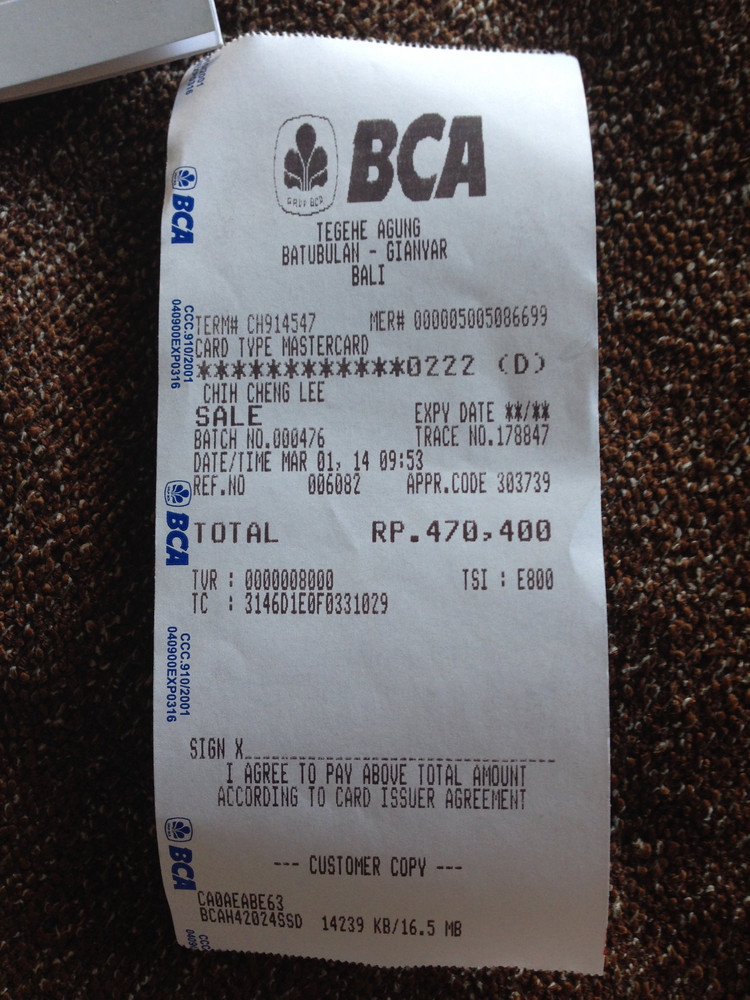 BCA
GRUP BCA
TEGEHE AGUNG
BATUBULAN - GIANYAR
BALI
TERM# CH914547 MER# 000005005086699
CARD TYPE MASTERCARD
************0222 (D)
CHIH CHENG LEE
SALE EXPY DATE **/**
BATCH NO.000476 TRACE NO.178847
DATE/TIME MAR 01, 14 09:53
REF.NO 006082 APPR.CODE 303739
TOTAL RP.470,400
TVR : 0000008000 TSI : E800
TC : 3146D1E0F0331029
SIGN X
I AGREE TO PAY ABOVE TOTAL AMOUNT
ACCORDING TO CARD ISSUER AGREEMENT
--- CUSTOMER COPY ---
CA0AEABE63
BCAH42024SSD 14239 KB/16.5 MB
BCA
CCC.910/2001
040900EXP0316
BCA
CCC.910/2001
040900EXP0316
BCA